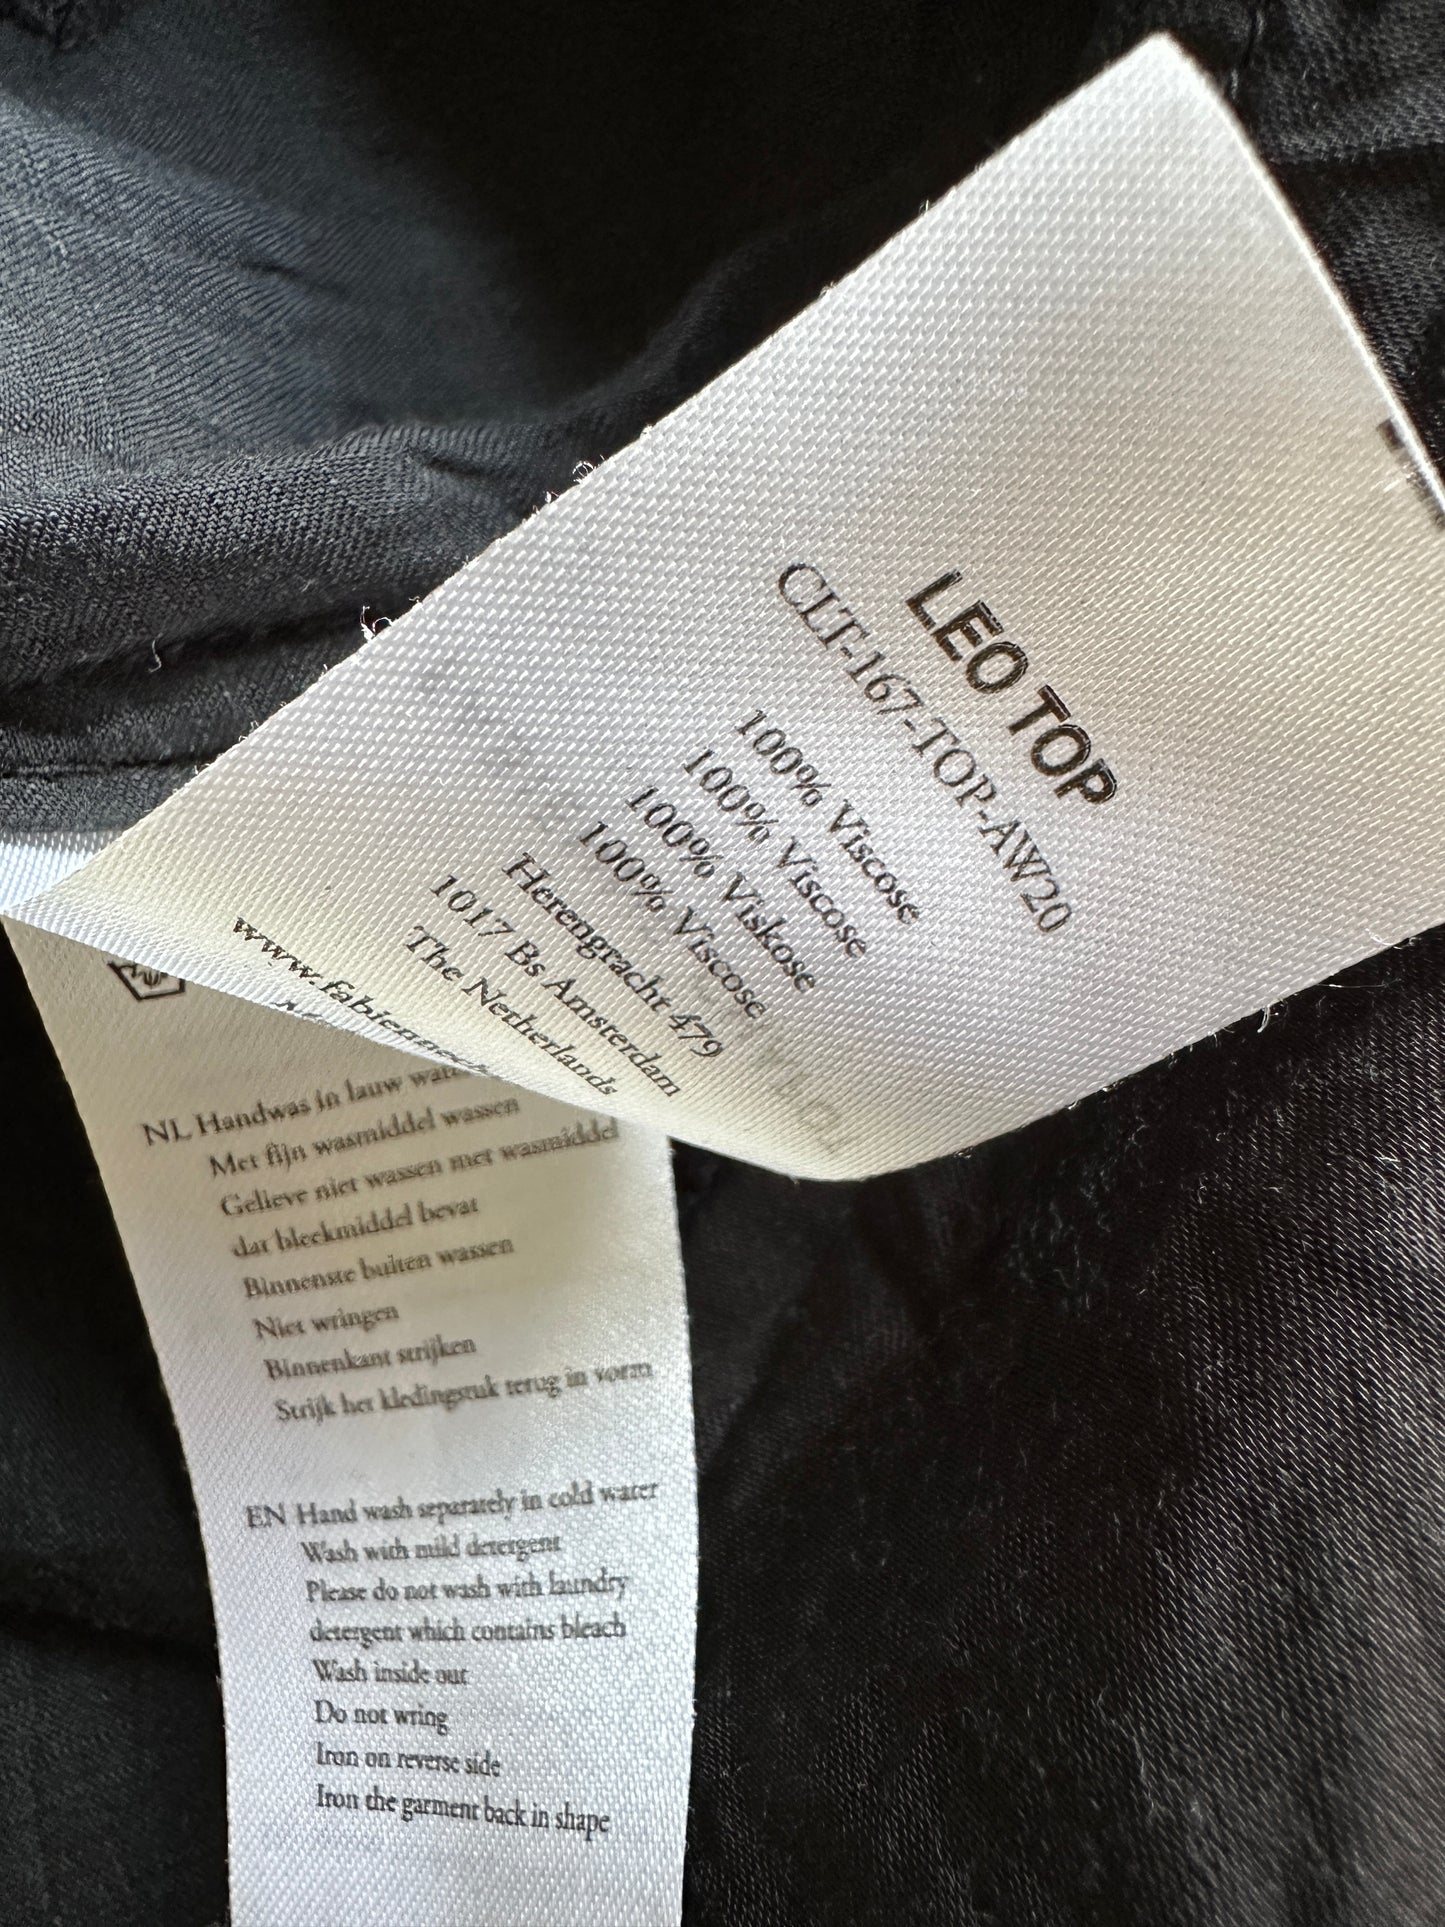 LEO TOP
CLT-167-TOP-AW20
100% Viscose
100% Viscose
100% Viskose
100% Viscose
Herengracht 479
1017 Bs Amsterdam
The Netherlands
NL Handwas in lauw
Met fijn wasmiddel wassen
Gelieve niet wassen met wasmiddel
dat bleekmiddel bevat
Binnenste buiten wassen
Niet wringen
Binnenkant strijken
Strijk het kledingstuk terug in vorm
EN Hand wash separately in cold water
Wash with mild detergent
Please do not wash with laundry
detergent which contains bleach
Wash inside out
Do not wring
Iron on reverse side
Iron the garment back in shape